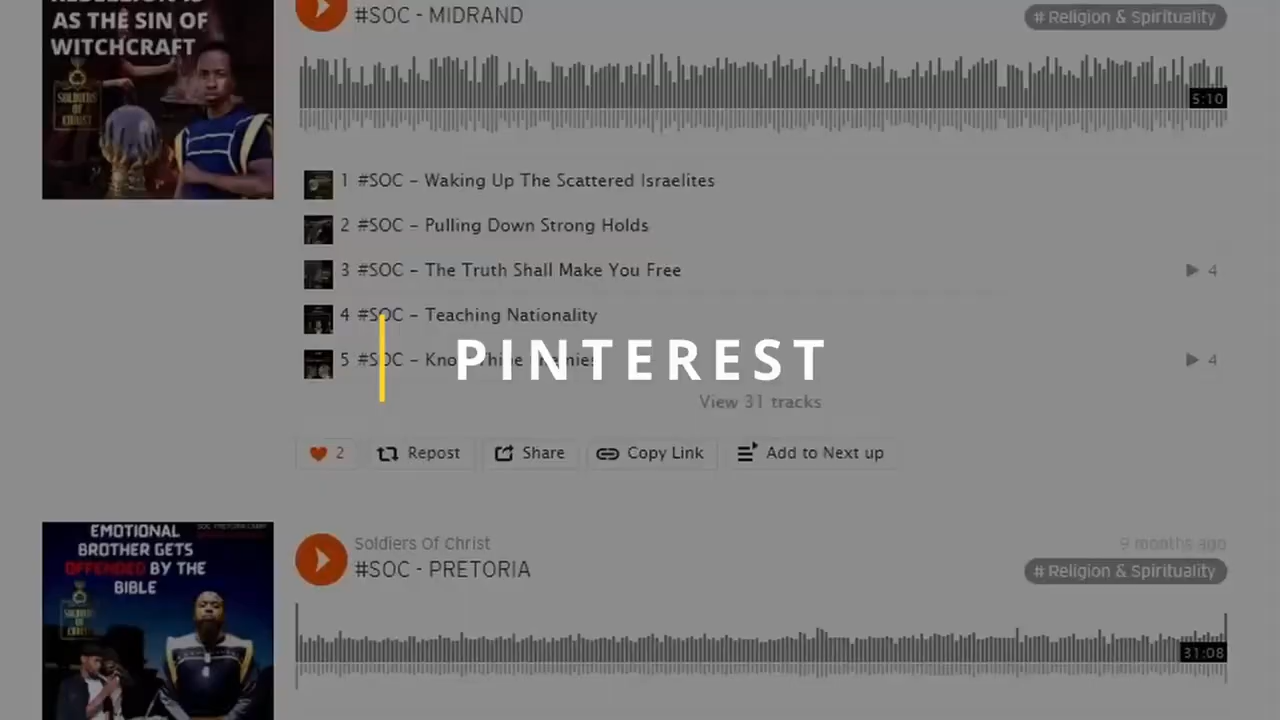 AS THE SIN OF
WITCHCRAFT
SOLDIERS
OF
CHRIST
#SOC - MIDRAND
# Religion & Spirituality
5:10
1 #SOC – Waking Up The Scattered Israelites
2 #SOC – Pulling Down Strong Holds
3 #SOC – The Truth Shall Make You Free
4
4 #SOC – Teaching Nationality
5 #SOC –
4
PINTEREST
View 31 tracks
2
Repost
Share
Copy Link
Add to Next up
EMOTIONAL
BROTHER GETS
OFFENDED BY THE
BIBLE
SOC PRETORIA CAMP
Soldiers Of Christ
9 months ago
#SOC - PRETORIA
# Religion & Spirituality
31:08